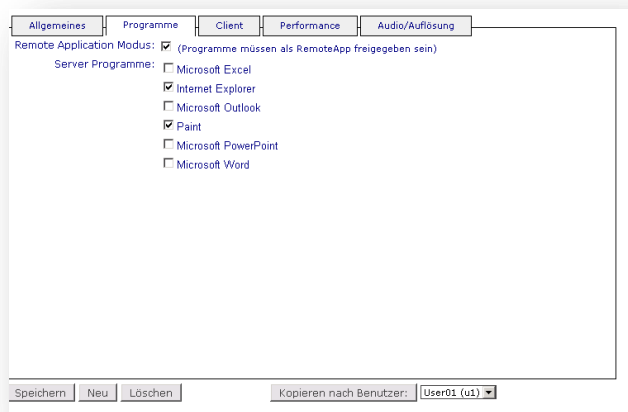 Allgemeines Programme Client Performance Audio/Auflösung
Remote Application Modus: (Programme müssen als RemoteApp freigegeben sein)
Server Programme: Microsoft Excel
Internet Explorer
Microsoft Outlook
Paint
Microsoft PowerPoint
Microsoft Word
Speichern Neu Löschen Kopieren nach Benutzer: User01 (u1)